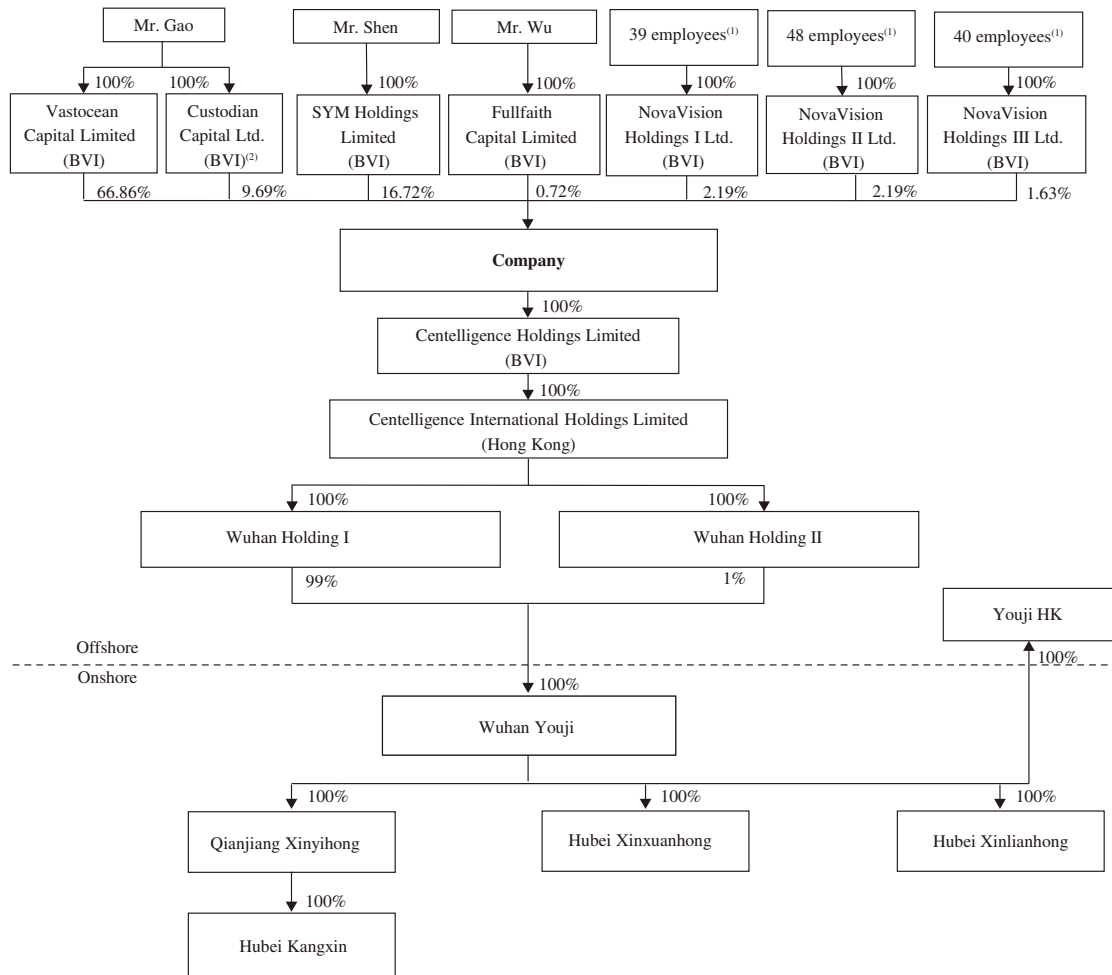 Mr. Gao
Mr. Shen
Mr. Wu
39 employees(1)
48 employees(1)
40 employees(1)
100%
100%
100%
100%
100%
100%
100%
Vastocean
Capital Limited
(BVI)
Custodian
Capital Ltd.
(BVI)(2)
SYM Holdings
Limited
(BVI)
Fullfaith
Capital Limited
(BVI)
NovaVision
Holdings I Ltd.
(BVI)
NovaVision
Holdings II Ltd.
(BVI)
NovaVision
Holdings III Ltd.
(BVI)
66.86%
9.69%
16.72%
0.72%
2.19%
2.19%
1.63%
Company
100%
Centelligence Holdings Limited
(BVI)
100%
Centelligence International Holdings Limited
(Hong Kong)
100%
100%
Wuhan Holding I
Wuhan Holding II
99%
1%
Youji HK
Offshore
100%
Onshore
100%
Wuhan Youji
100%
100%
100%
Qianjiang Xinyihong
Hubei Xinxuanhong
Hubei Xinlianhong
100%
Hubei Kangxin